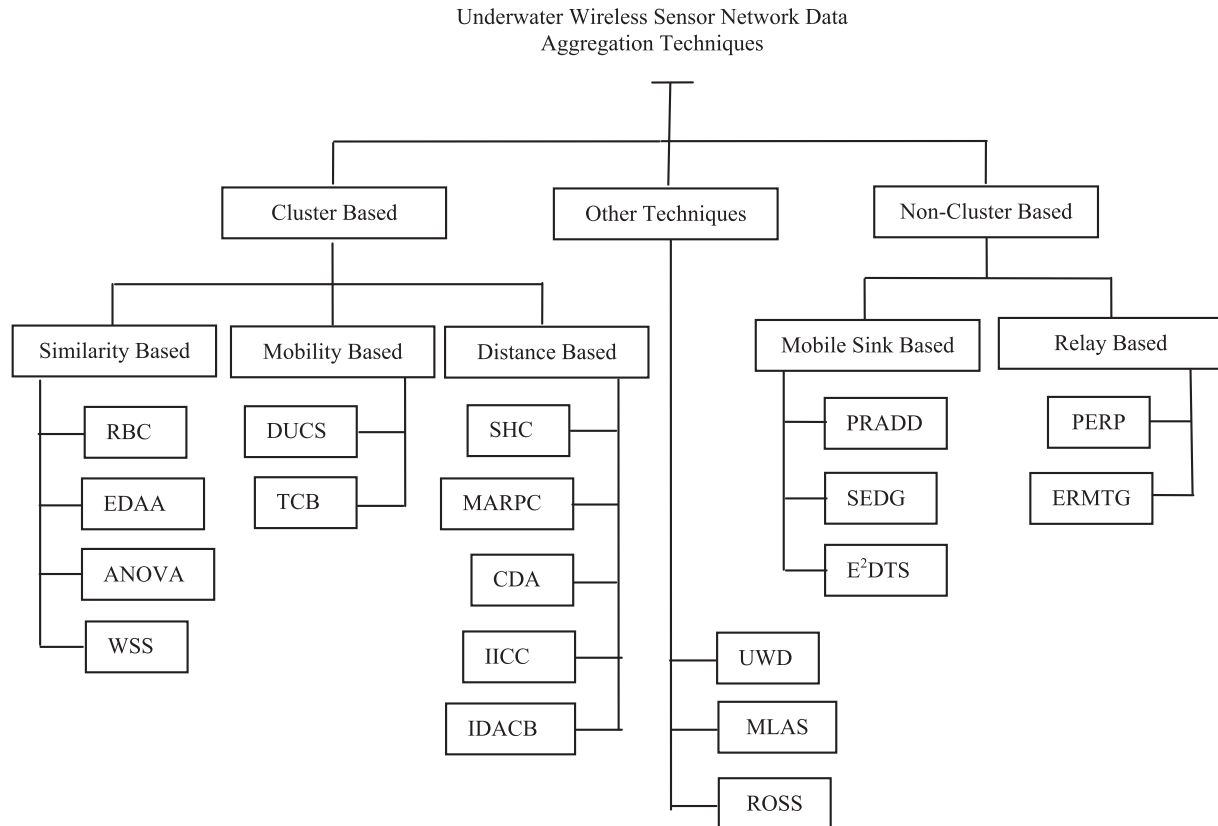 Underwater Wireless Sensor Network Data
Aggregation Techniques
Cluster Based
Other Techniques
Non-Cluster Based
Similarity Based
Mobility Based
Distance Based
Mobile Sink Based
Relay Based
RBC
EDAA
ANOVA
WSS
DUCS
TCB
SHC
MARPC
CDA
IICC
IDACB
UWD
MLAS
ROSS
PRADD
SEDG
E²DTS
PERP
ERMTG